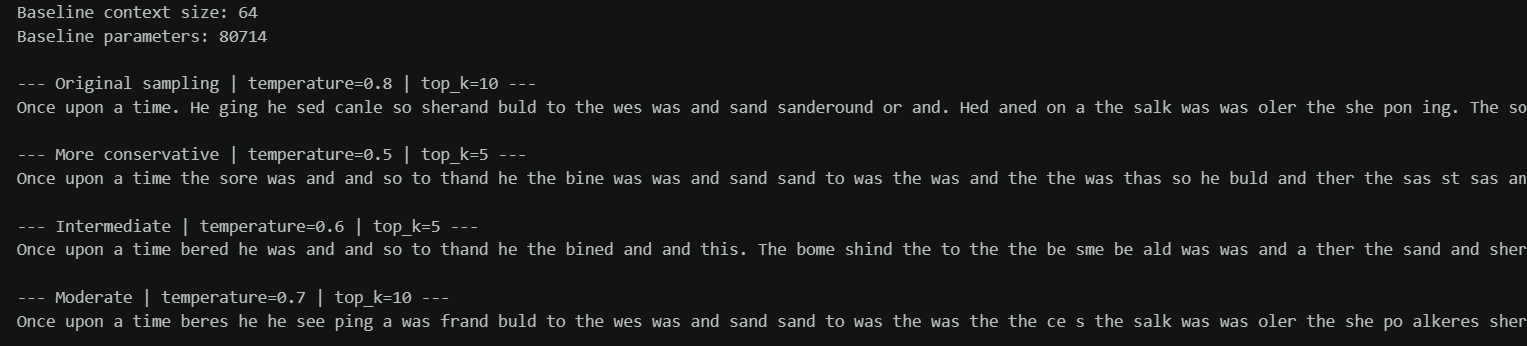 Baseline context size: 64
Baseline parameters: 80714
--- Original sampling | temperature=0.8 | top_k=10 ---
Once upon a time. He ging he sed canle so sherand buld to the wes was and sand sanderound or and. Hed aned on a the salk was was oler the she pon ing. The so
--- More conservative | temperature=0.5 | top_k=5 ---
Once upon a time the sore was and and so to thand he the bine was was and sand sand to was the was and the the was thas so he buld and ther the sas st sas an
--- Intermediate | temperature=0.6 | top_k=5 ---
Once upon a time bered he was and and so to thand he the bined and and this. The bome shind the to the the be sme be ald was was and a ther the sand and sher
--- Moderate | temperature=0.7 | top_k=10 ---
Once upon a time beres he he see ping a was frand buld to the wes was and sand sand to was the was the the ce s the salk was was oler the she po alkeres sher